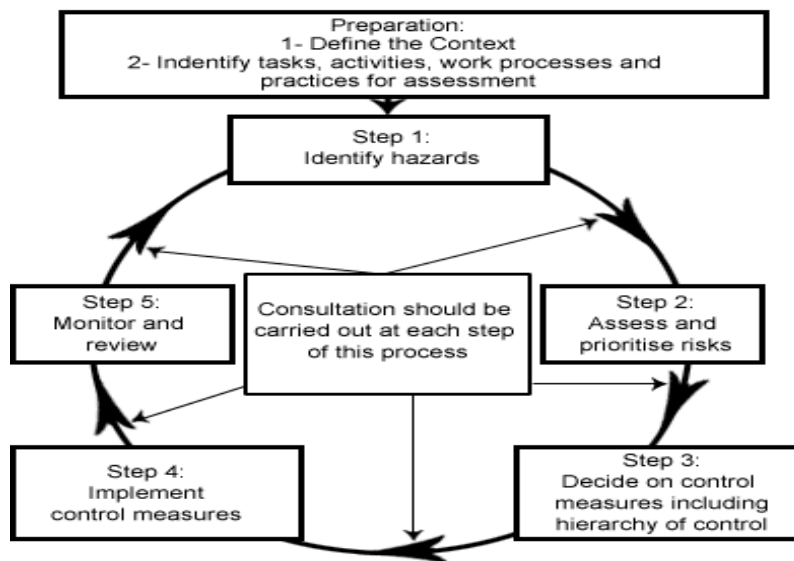 Preparation:
1- Define the Context
2- Indentify tasks, activities, work processes and
practices for assessment
Step 1:
Identify hazards
Step 2:
Assess and
prioritise risks
Step 3:
Decide on control
measures including
hierarchy of control
Step 4:
Implement
control measures
Step 5:
Monitor and
review
Consultation should be
carried out at each step
of this process